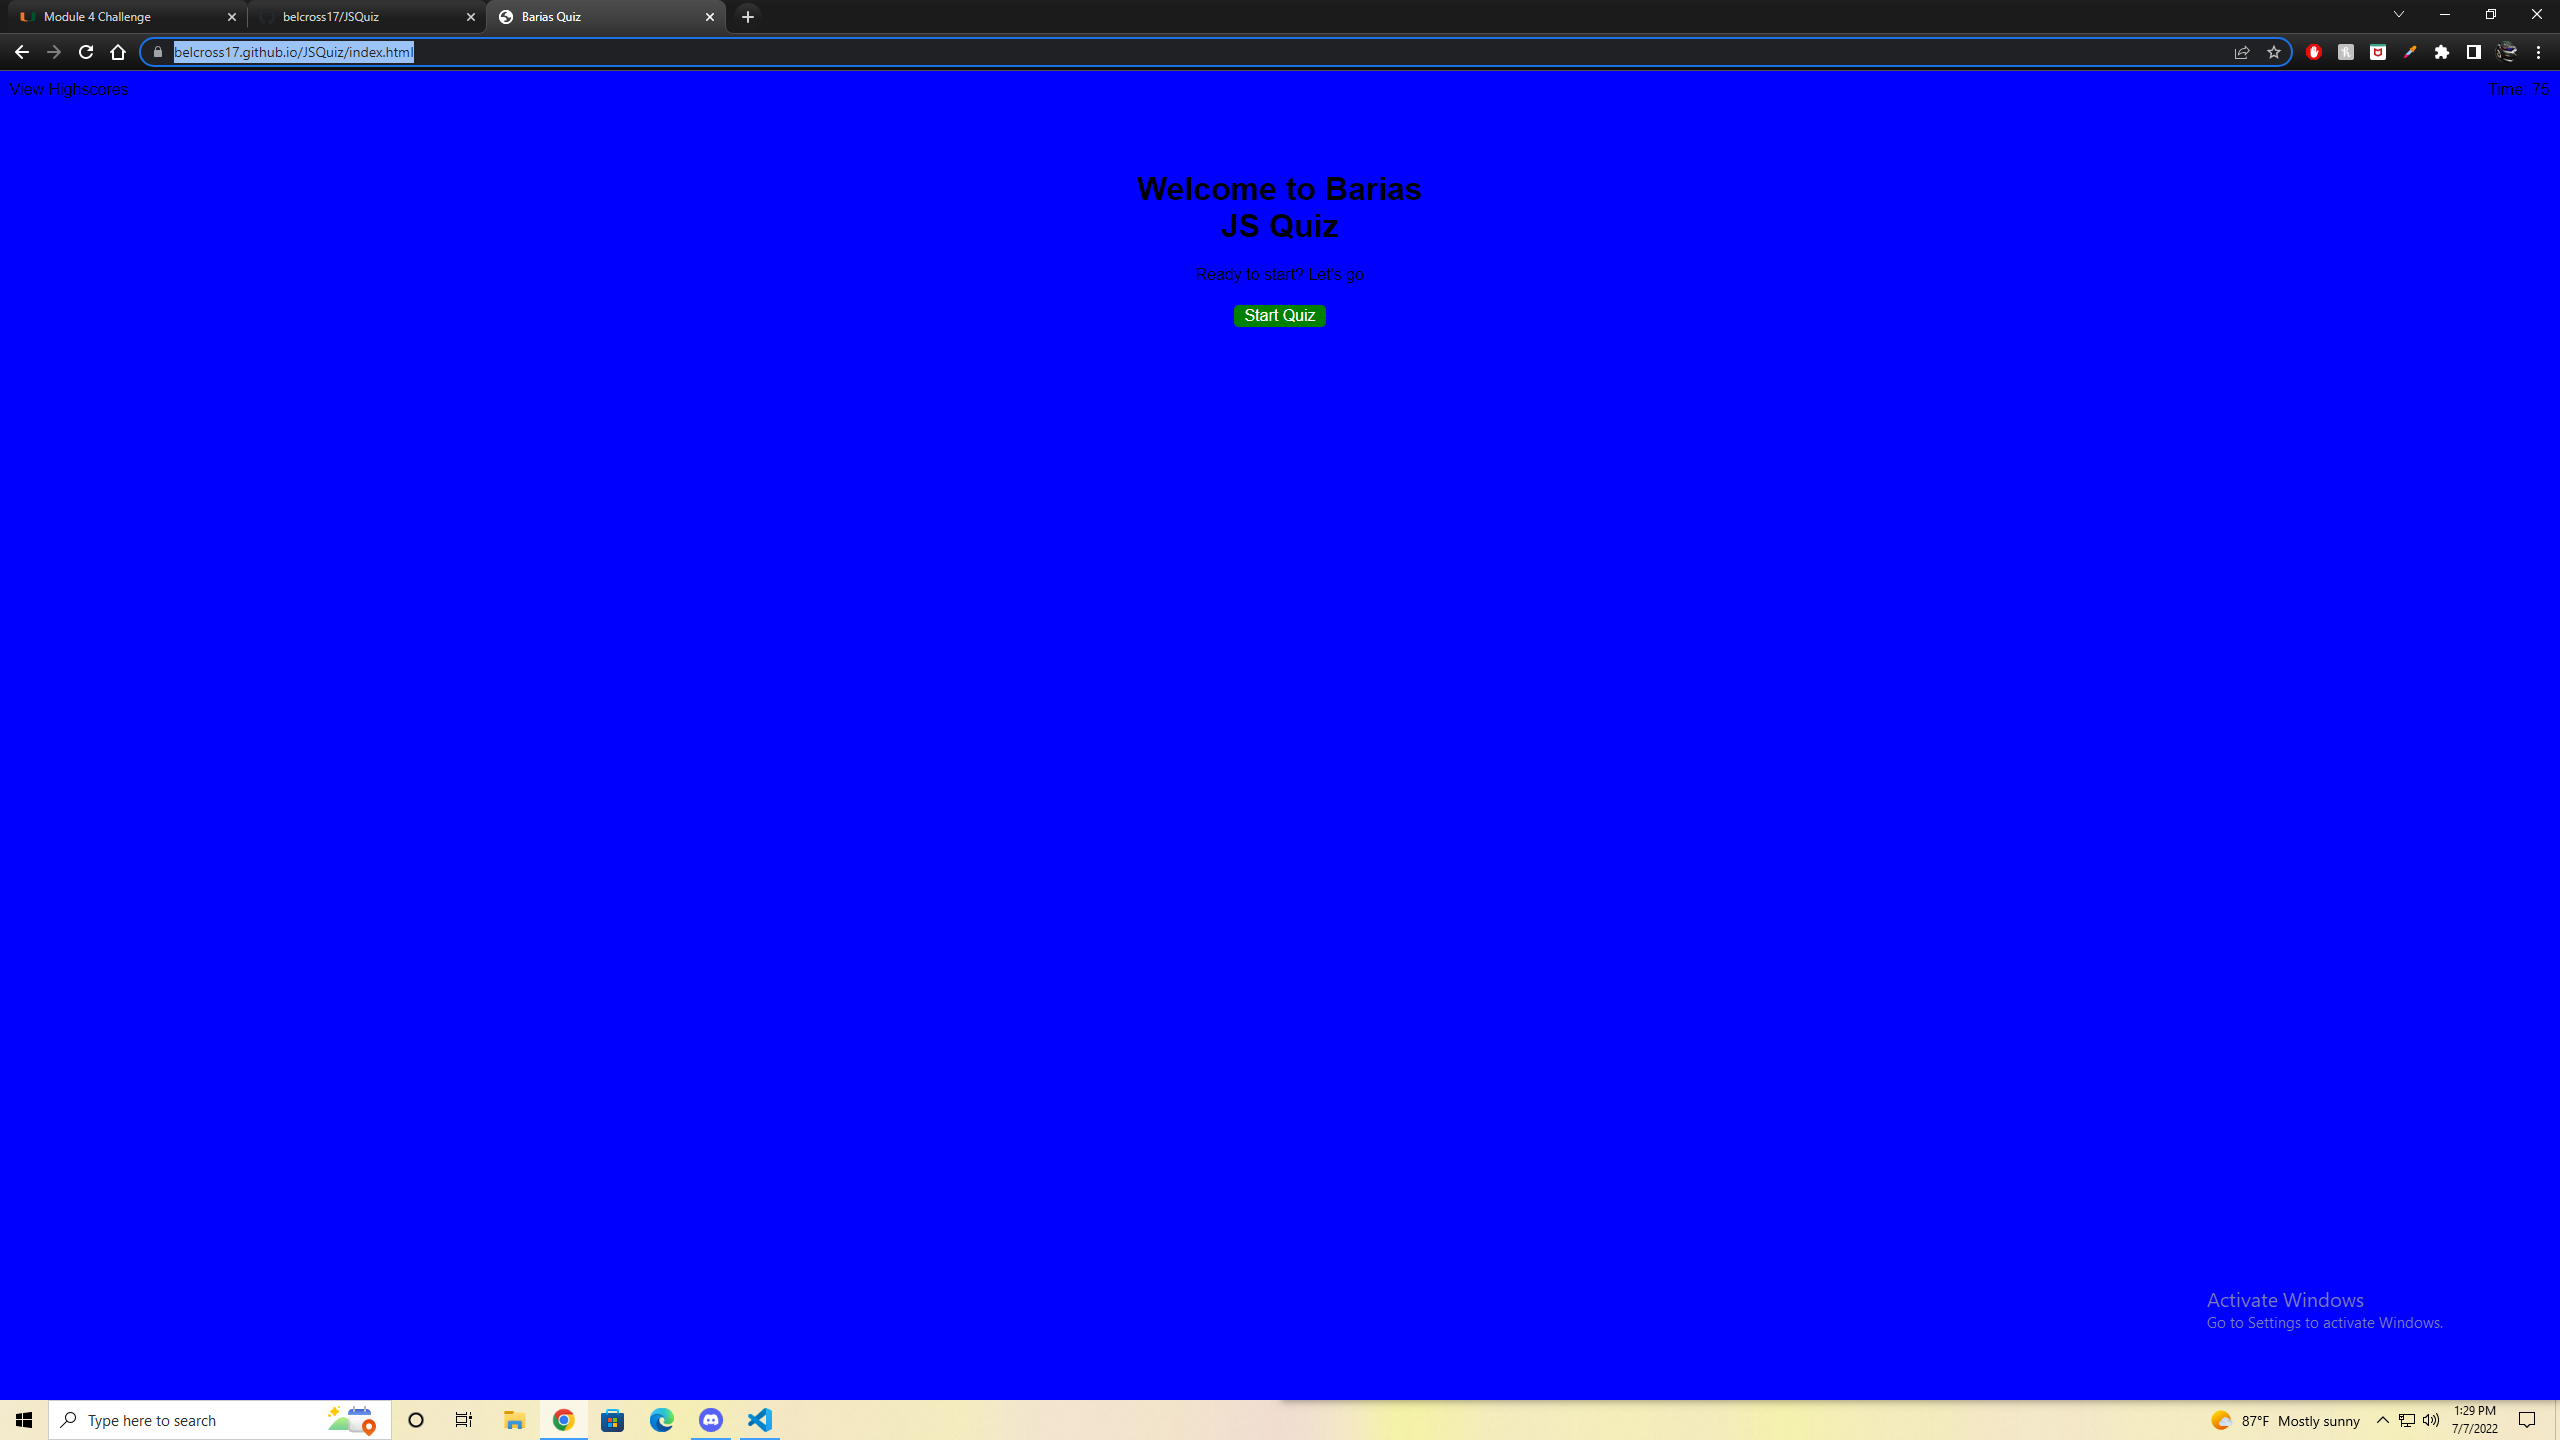 Module 4 Challenge
belcross17/JSQuiz
Barias Quiz
belcross17.github.io/JSQuiz/index.html
View Highscores
Time: 75
Welcome to Barias
JS Quiz
Ready to start? Let's go
Start Quiz
Activate Windows
Go to Settings to activate Windows.
Type here to search
87°F Mostly sunny
1:29 PM
7/7/2022